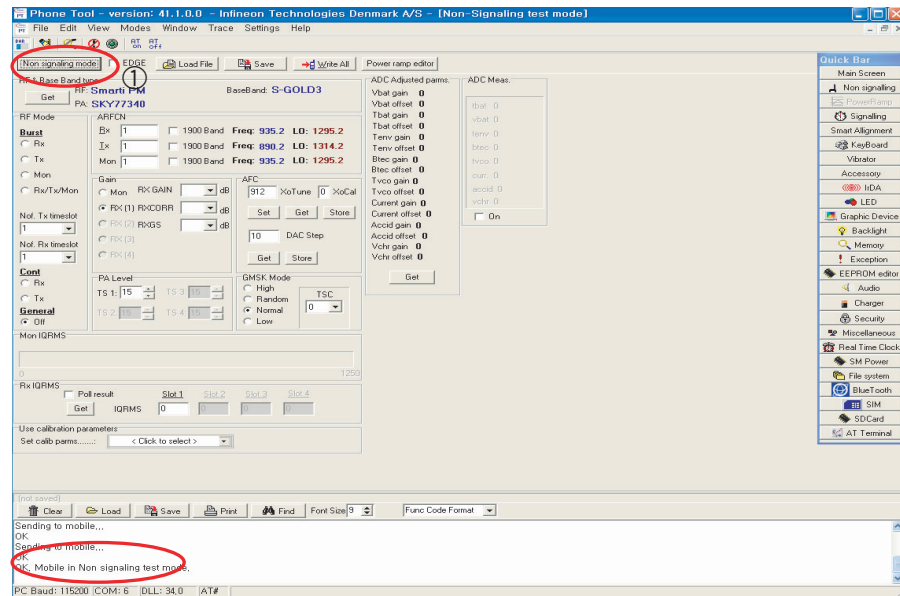 Phone Tool - version: 41.1.0.0 - Infineon Technologies Denmark A/S - [Non-Signaling test mode]
File Edit View Modes Window Trace Settings Help
AT on AT off
Non signaling mode EDGE Load File Save Write All Power ramp editor
①
RF & Base Band type
Get RF: Smarti PM BaseBand: S-GOLD3
PA: SKY77340
RF Mode
Burst
Rx
Tx
Mon
Rx/Tx/Mon
Nof. Tx timeslot
1
Nof. Rx timeslot
1
Cont
Rx
Tx
General
Off
ARFCN
Rx 1 1900 Band Freq: 935.2 LO: 1295.2
Tx 1 1900 Band Freq: 890.2 LO: 1314.2
Mon 1 1900 Band Freq: 935.2 LO: 1295.2
Gain
Mon RX GAIN dB
RX (1) RXCORR dB
RX (2) RXGS dB
RX (3)
RX (4)
AFC
912 XoTune 0 XoCal
Set Get Store
10 DAC Step
Get Store
PA Level
TS 1: 15 TS 3: 15
TS 2: 15 TS 4: 15
GMSK Mode
High
Random
Normal
Low
TSC
0
Mon IQRMS
0 1250
Rx IQRMS
Poll result Slot 1 Slot 2 Slot 3 Slot 4
Get IQRMS 0 0 0 0
Use calibration parameters
Set calib parms......: < Click to select >
ADC Adjusted parms.
Vbat gain 0
Vbat offset 0
Tbat gain 0
Tbat offset 0
Tenv gain 0
Tenv offset 0
Btec gain 0
Btec offset 0
Tvco gain 0
Tvco offset 0
Current gain 0
Current offset 0
Accid gain 0
Accid offset 0
Vchr gain 0
Vchr offset 0
Get
ADC Meas.
tbat 0
vbat 0
tenv 0
btec 0
tvco 0
curr. 0
accid 0
vchr 0
On
Quick Bar
Main Screen
Non signalling
PowerRamp
Signalling
Smart Allignment
KeyBoard
Vibrator
Accessory
IrDA
LED
Graphic Device
Backlight
Memory
Exception
EEPROM editor
Audio
Charger
Security
Miscellaneous
Real Time Clock
SM Power
File system
BlueTooth
SIM
SDCard
AT Terminal
(not saved)
Clear Load Save Print Find Font Size 9 Func Code Format
Sending to mobile...
OK
Sending to mobile...
OK
OK, Mobile in Non signaling test mode.
PC Baud: 115200 COM: 6 DLL: 34.0 AT#